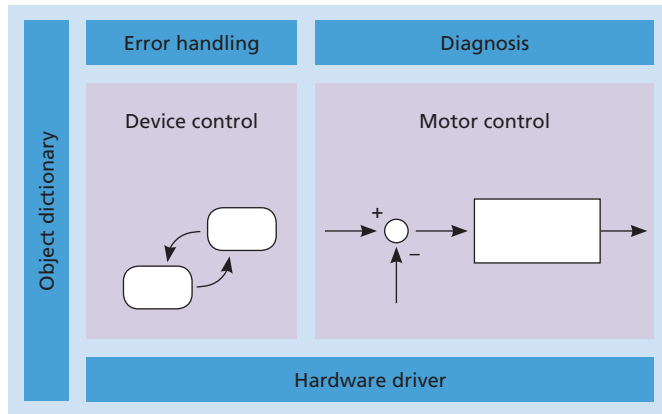 Error handling
Diagnosis
Object dictionary
Device control
Motor control
+
−
Hardware driver